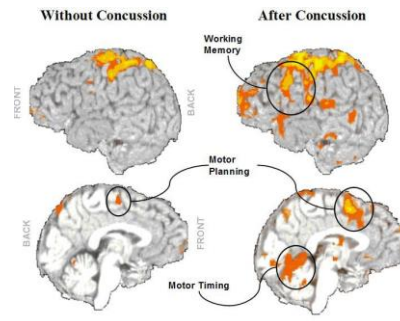 Without Concussion
After Concussion
Working
Memory
FRONT
BACK
Motor
Planning
BACK
FRONT
Motor Timing